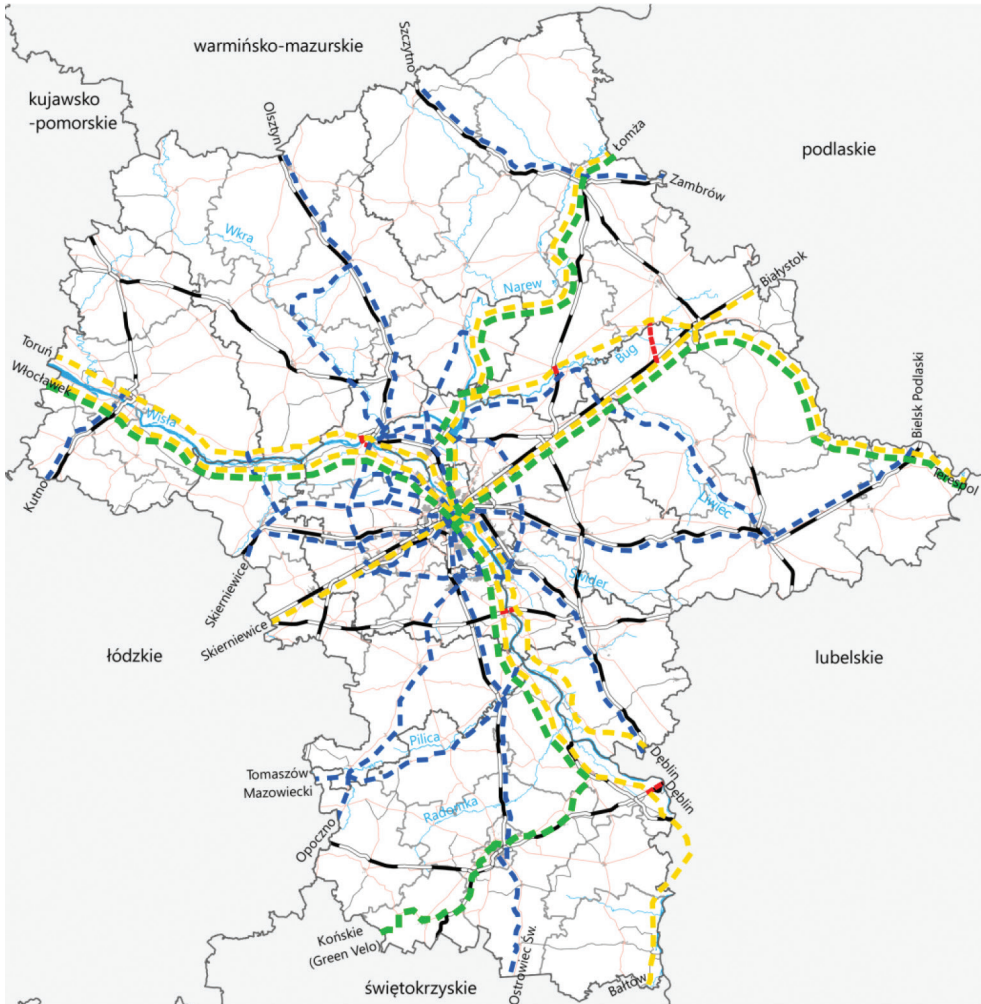 warmińsko-mazurskie
Szczytno
kujawsko
-pomorskie
Olsztyn
Łomża
podlaskie
Zambrów
Wkra
Narew
Białystok
Toruń
Włocławek
Wisła
Bug
Bielsk Podlaski
Terespol
Kutno
Liwiec
Skierniewice
Świder
Skierniewice
łódzkie
lubelskie
Pilica
Dęblin
Tomaszów
Mazowiecki
Dęblin
Radomka
Opoczno
Końskie
(Green Velo)
Ostrowiec Św.
Bałtów
świętokrzyskie